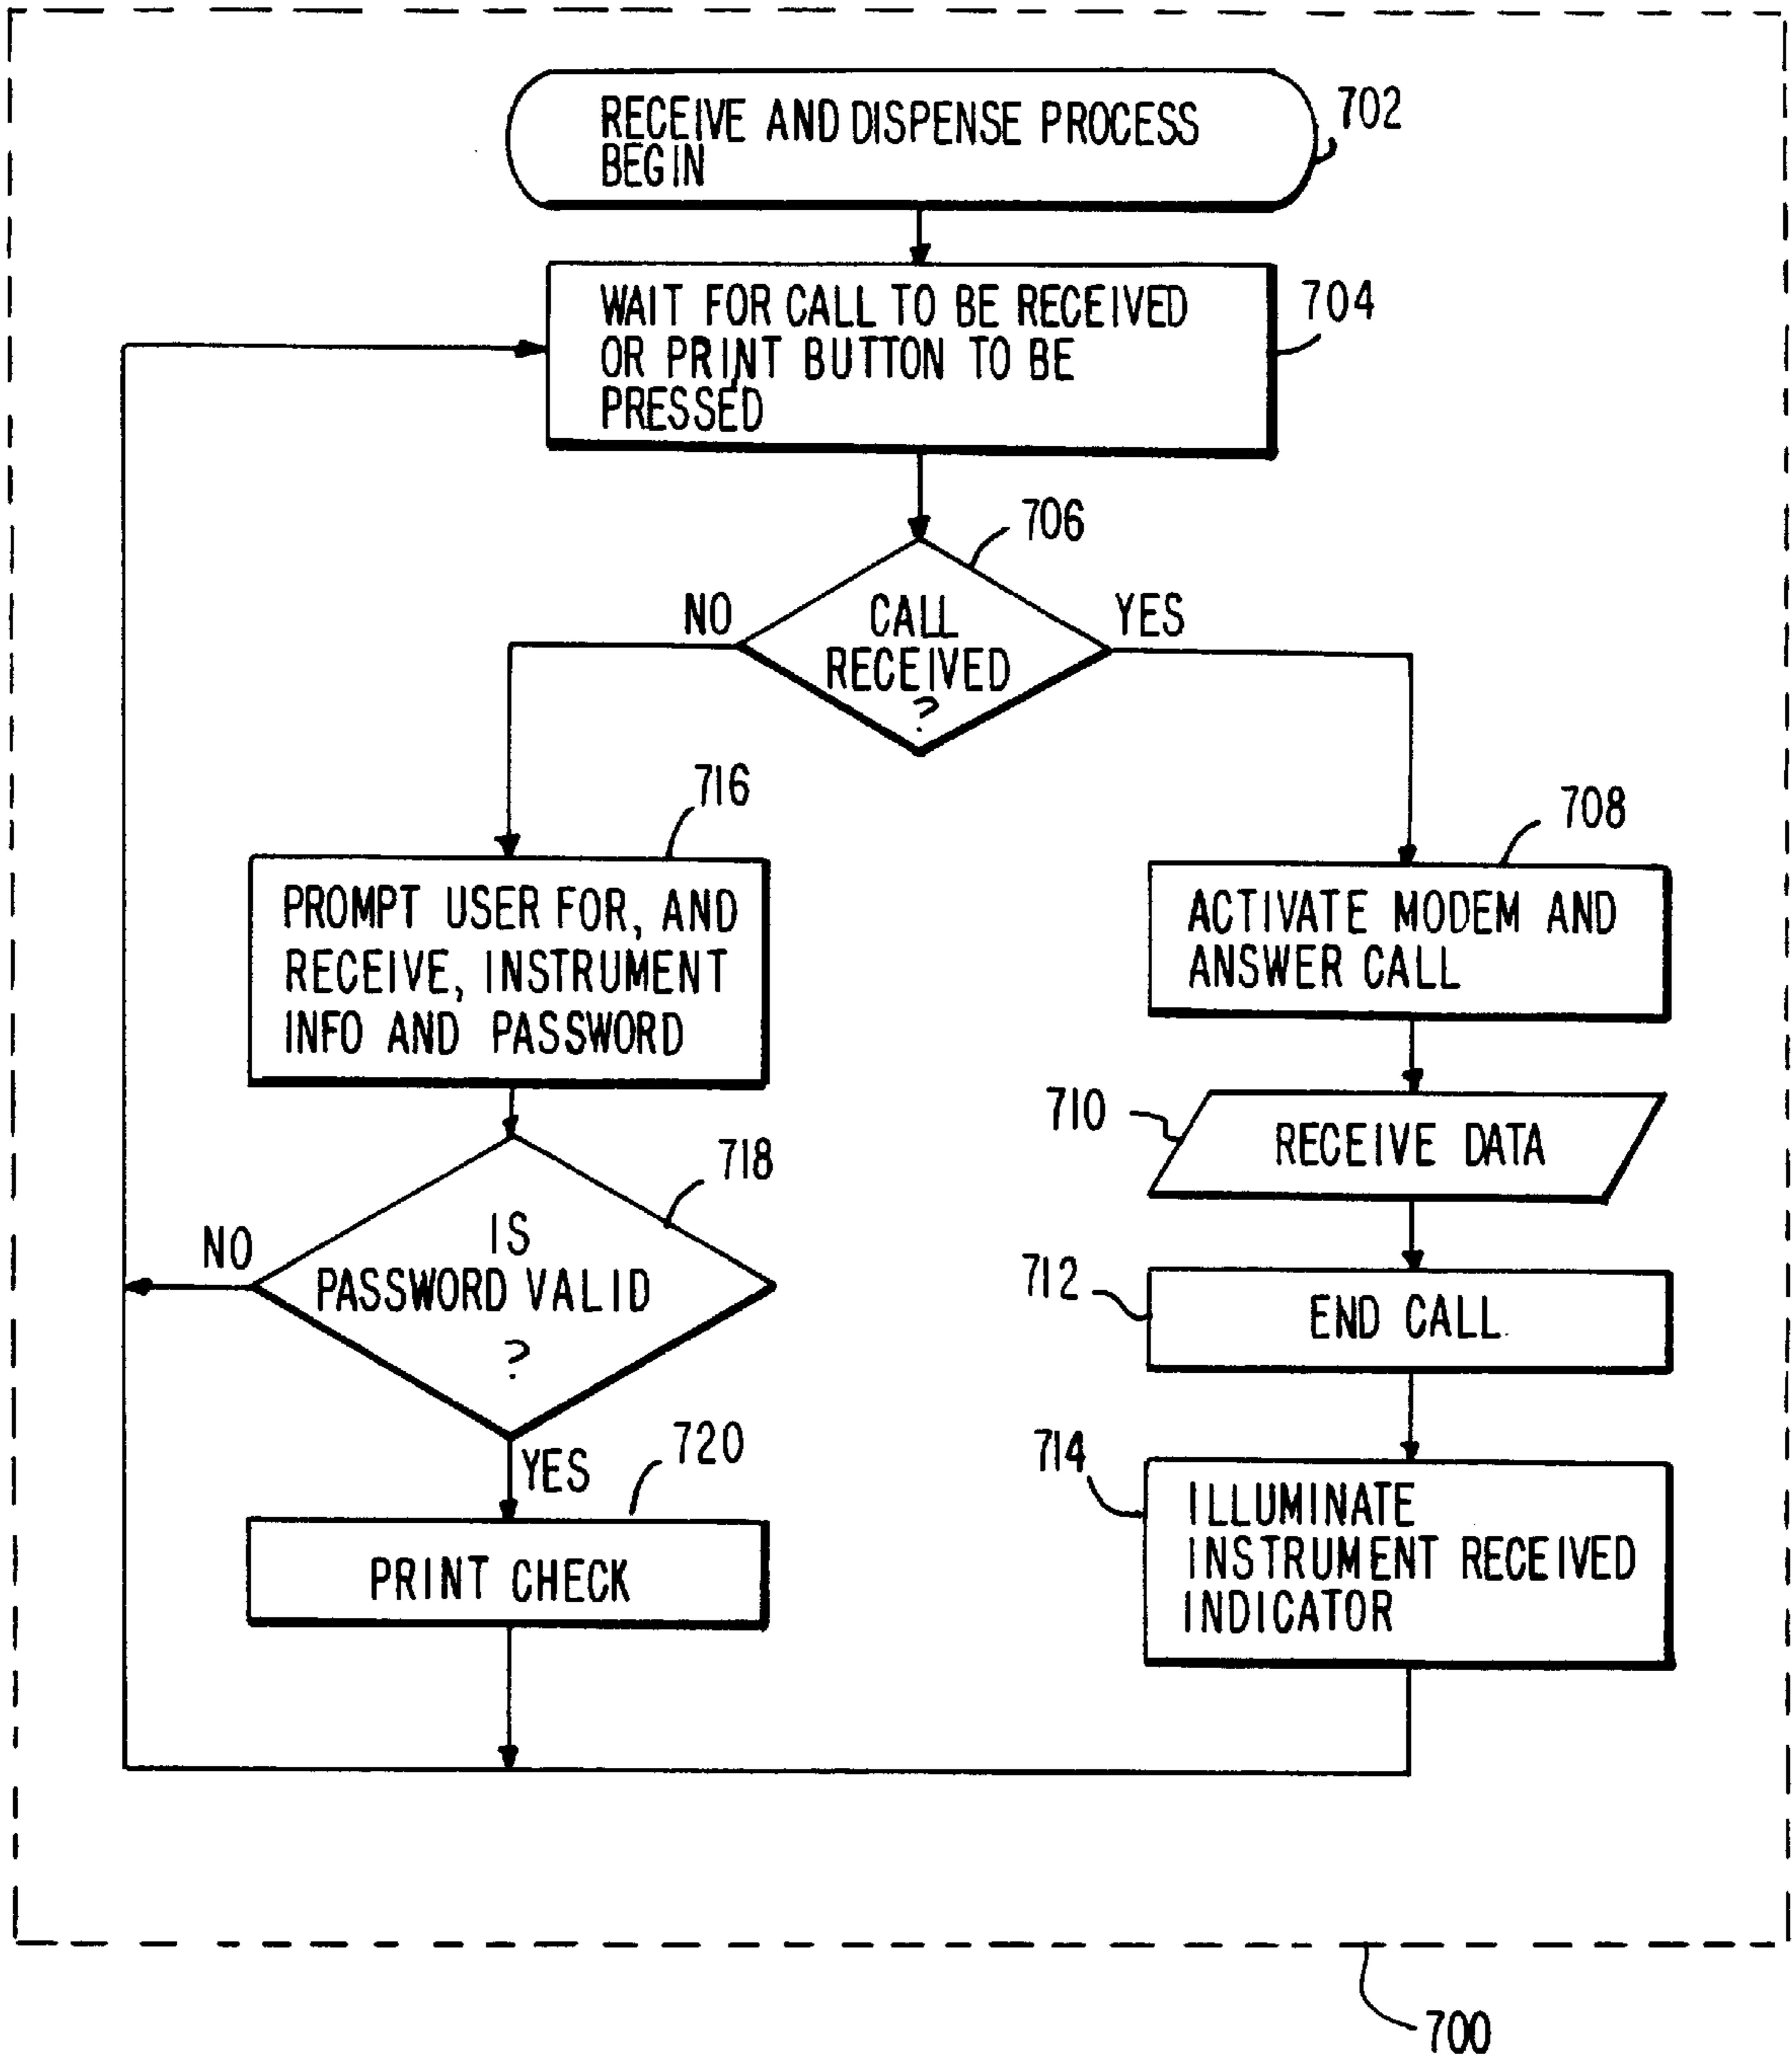 RECEIVE AND DISPENSE PROCESS
BEGIN
702
WAIT FOR CALL TO BE RECEIVED
OR PRINT BUTTON TO BE
PRESSED
704
706
CALL
RECEIVED
?
NO
YES
716
PROMPT USER FOR, AND
RECEIVE, INSTRUMENT
INFO AND PASSWORD
718
IS
PASSWORD VALID
?
NO
YES
720
PRINT CHECK
708
ACTIVATE MODEM AND
ANSWER CALL
710
RECEIVE DATA
712
END CALL
714
ILLUMINATE
INSTRUMENT RECEIVED
INDICATOR
700